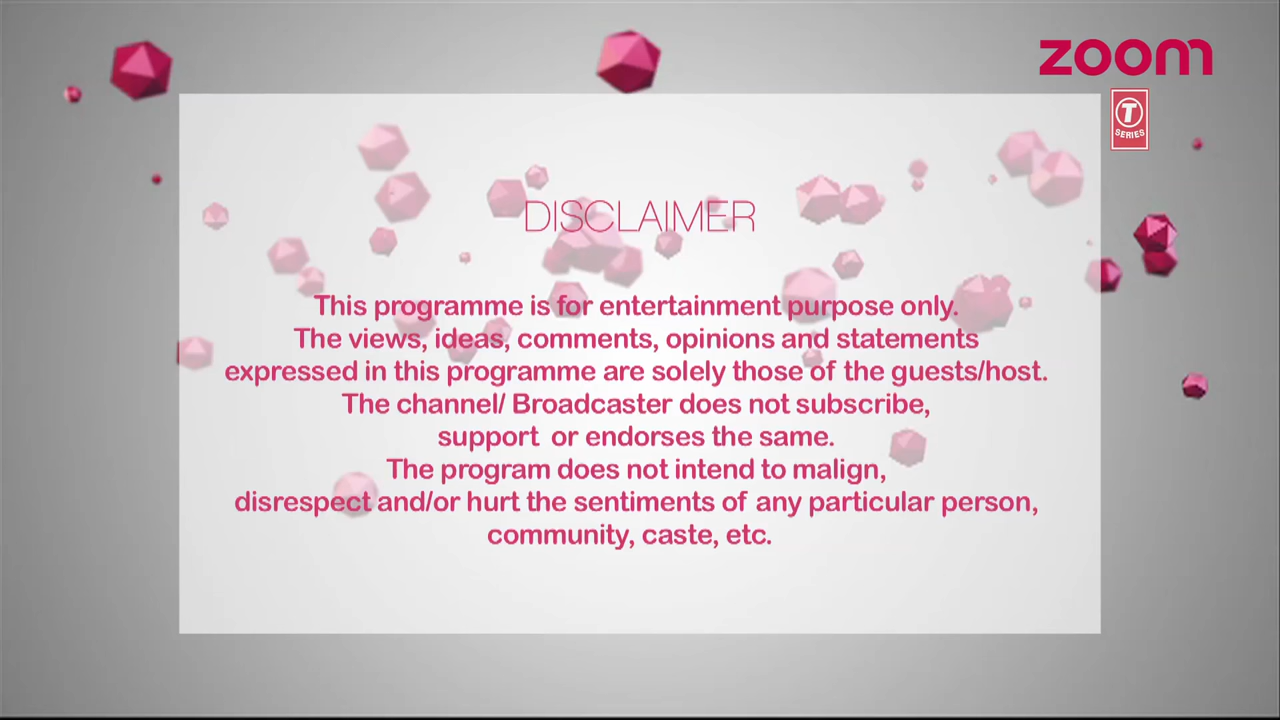 zoom
T
SERIES
DISCLAIMER
This programme is for entertainment purpose only.
The views, ideas, comments, opinions and statements
expressed in this programme are solely those of the guests/host.
The channel/ Broadcaster does not subscribe,
support or endorses the same.
The program does not intend to malign,
disrespect and/or hurt the sentiments of any particular person,
community, caste, etc.